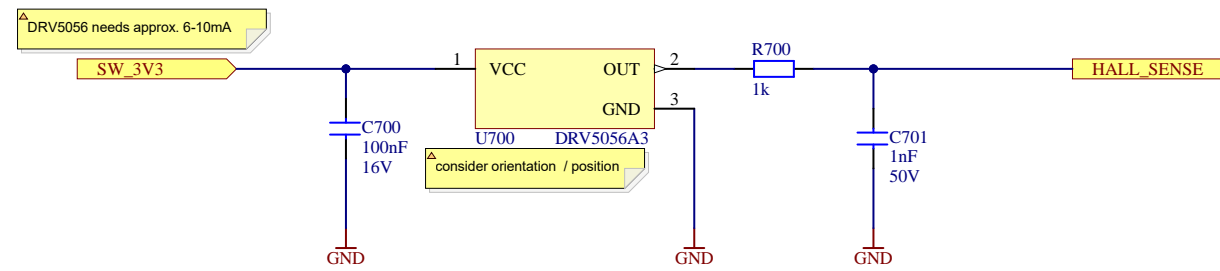 DRV5056 needs approx. 6-10mA
SW_3V3
1
VCC
OUT
2
GND
3
U700
DRV5056A3
consider orientation / position
C700
100nF
16V
R700
1k
HALL_SENSE
C701
1nF
50V
GND
GND
GND